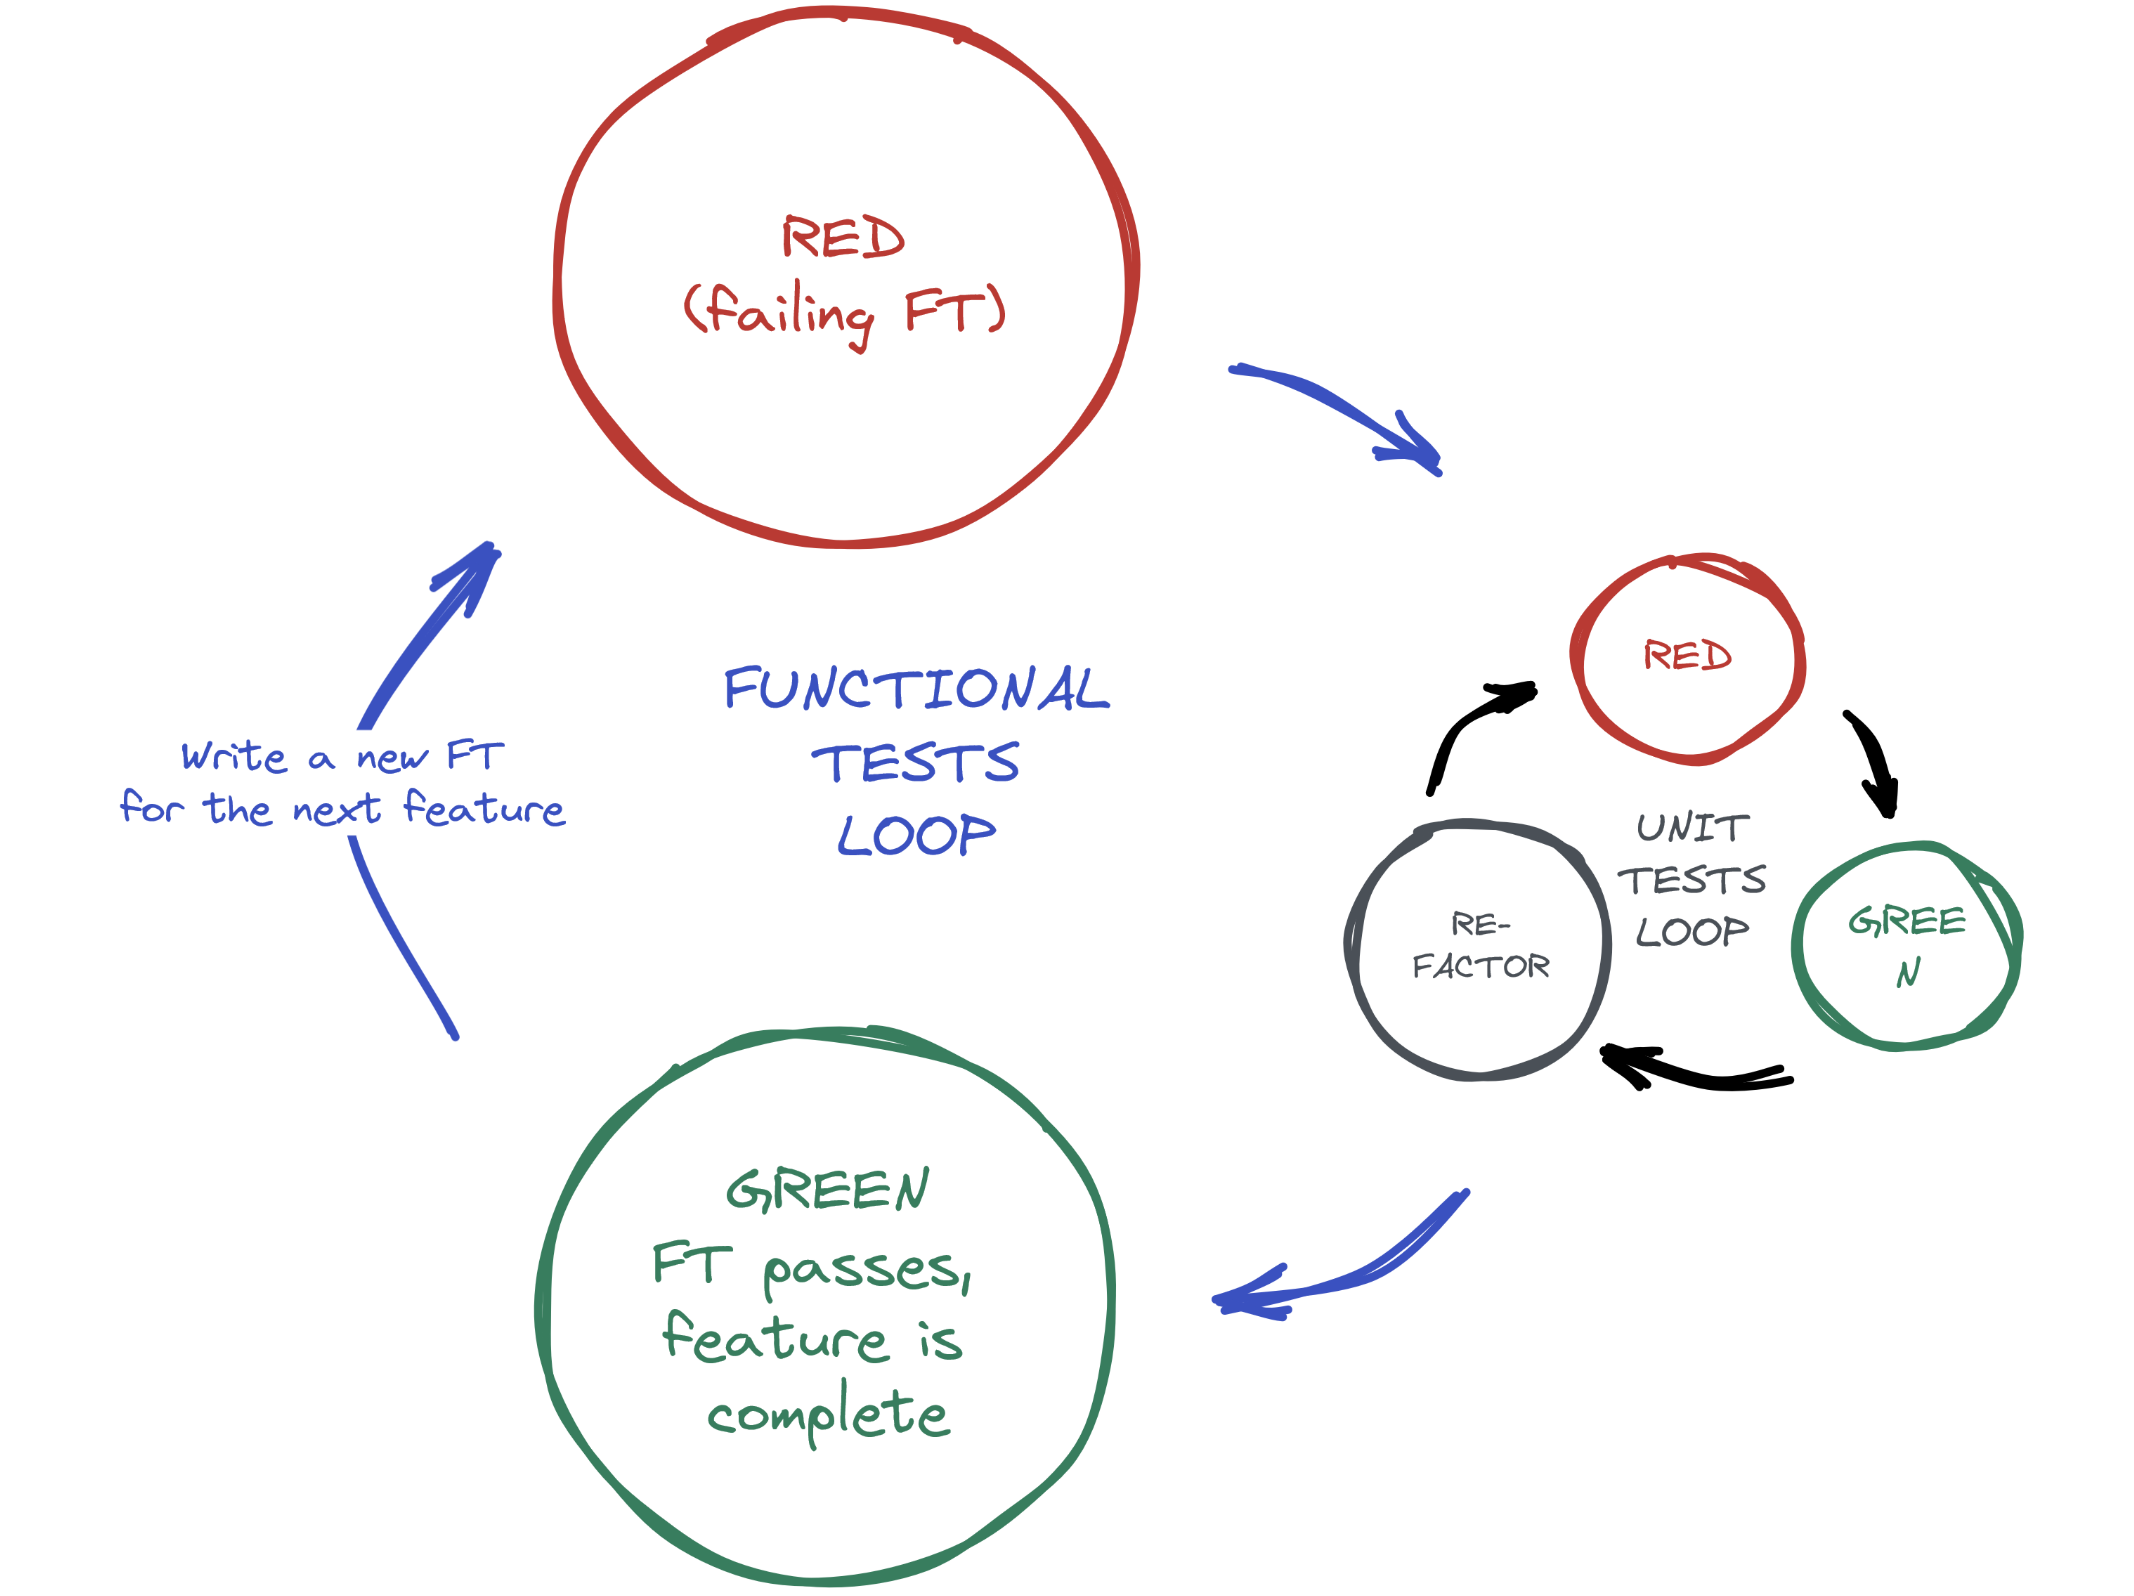 RED
(failing FT)
FUNCTIONAL
TESTS
LOOP
Write a new FT
for the next feature
RED
UNIT
TESTS
LOOP
RE-
FACTOR
GREE
N
GREEN
FT passes,
feature is
complete